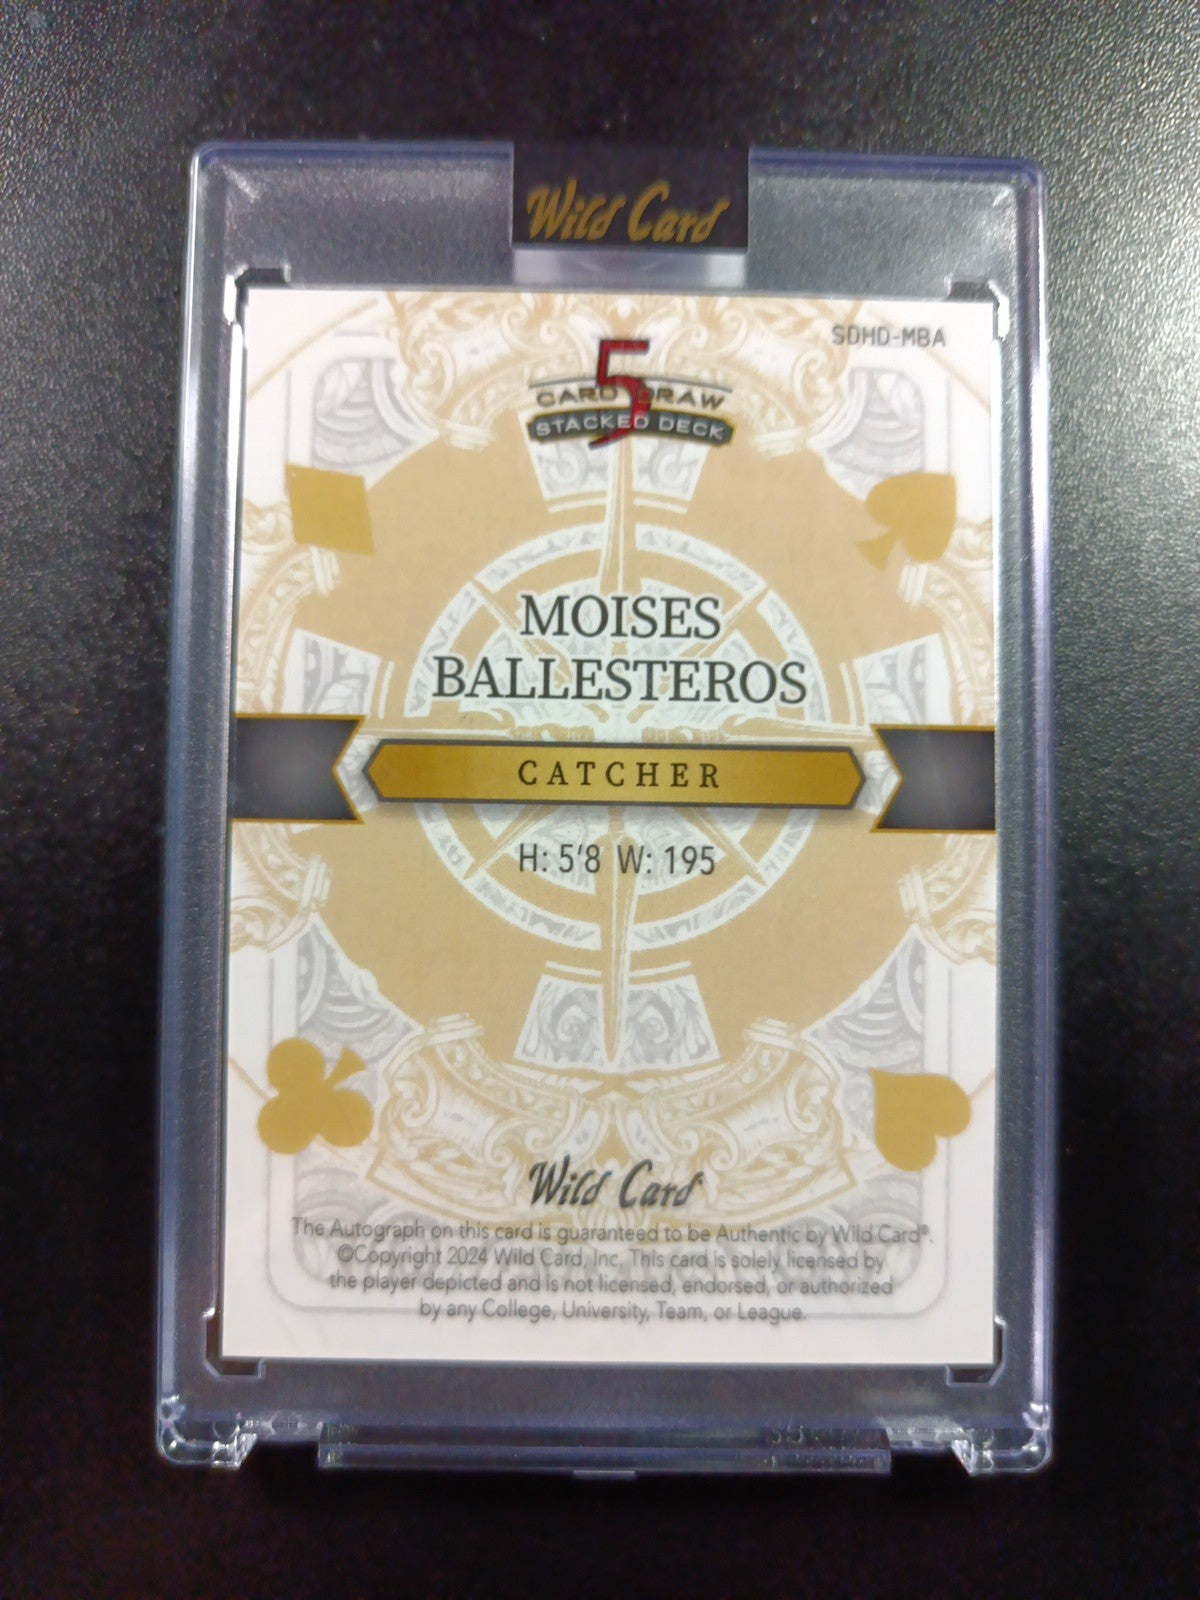 Wild Card
SDHD-MBA
5
CARD DRAW
STACKED DECK
MOISES
BALLESTEROS
CATCHER
H: 5'8 W: 195
Wild Card
The Autograph on this card is guaranteed to be Authentic by Wild Card®.
©Copyright 2024 Wild Card, Inc. This card is solely licensed by
the player depicted and is not licensed, endorsed, or authorized
by any College, University, Team, or League.